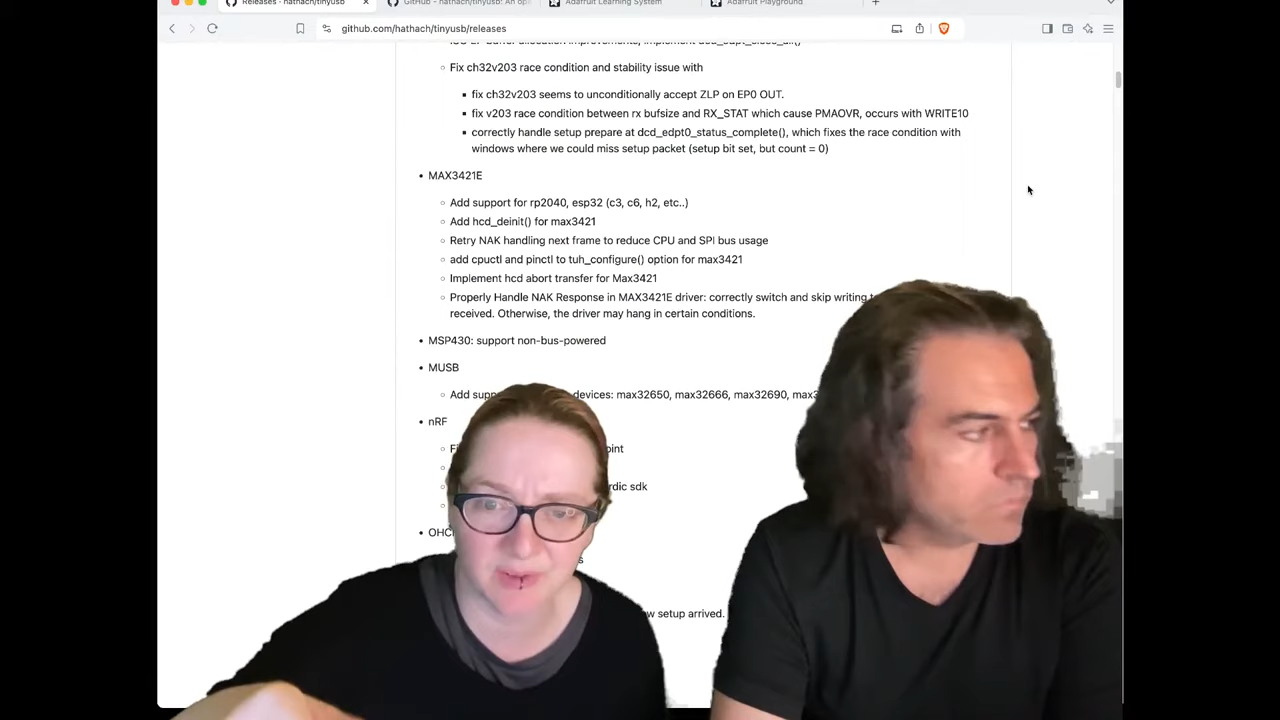 Releases · hathach/tinyusb
GitHub - hathach/tinyusb: An op
Adafruit Learning System
Adafruit Playground
github.com/hathach/tinyusb/releases
Fix ch32v203 race condition and stability issue with
fix ch32v203 seems to unconditionally accept ZLP on EP0 OUT.
fix v203 race condition between rx bufsize and RX_STAT which cause PMAOVR, occurs with WRITE10
correctly handle setup prepare at dcd_edpt0_status_complete(), which fixes the race condition with
windows where we could miss setup packet (setup bit set, but count = 0)
MAX3421E
Add support for rp2040, esp32 (c3, c6, h2, etc..)
Add hcd_deinit() for max3421
Retry NAK handling next frame to reduce CPU and SPI bus usage
add cpuctl and pinctl to tuh_configure() option for max3421
Implement hcd abort transfer for Max3421
Properly Handle NAK Response in MAX3421E driver: correctly switch and skip writing
received. Otherwise, the driver may hang in certain conditions.
MSP430: support non-bus-powered
MUSB
Add devices: max32650, max32666, max32690,
nRF
sdk
setup arrived.